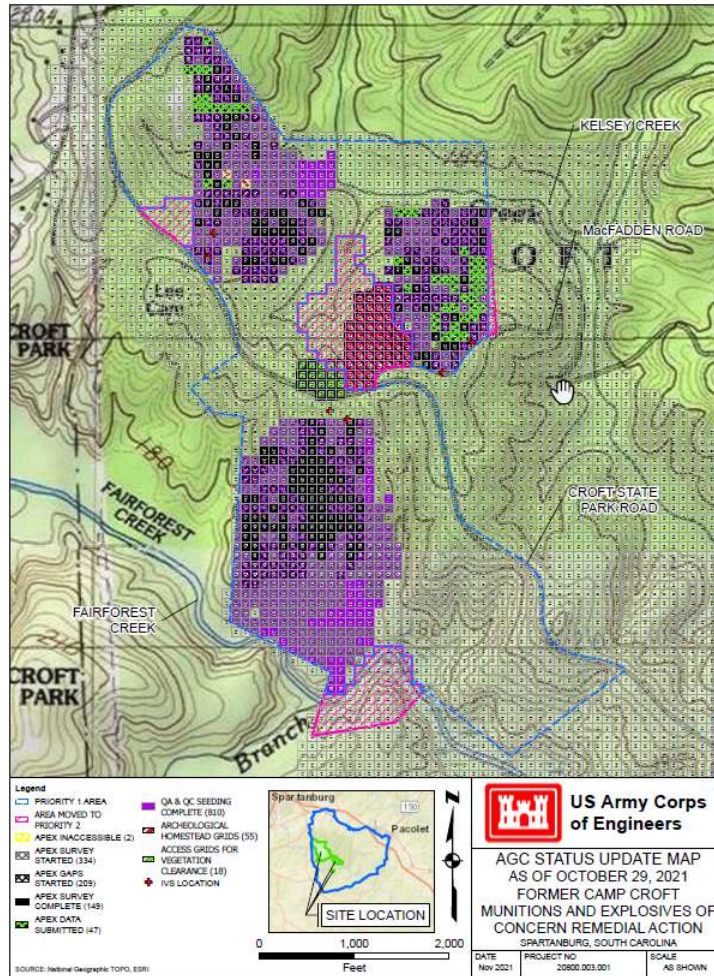 KELSEY CREEK
MacFADDEN ROAD
CROFT
PARK
180
FAIRFOREST
CREEK
CROFT STATE
PARK ROAD
FAIRFOREST
CREEK
CROFT
PARK
Branch
Legend
PRIORITY 1 AREA
AREA MOVED TO
PRIORITY 2
APEX INACCESSIBLE (2)
APEX SURVEY
STARTED (334)
APEX GAPS
STARTED (209)
APEX SURVEY
COMPLETE (149)
APEX DATA
SUBMITTED (47)
QA & QC SEEDING
COMPLETE (810)
ARCHEOLOGICAL
HOMESTEAD GRIDS (55)
ACCESS GRIDS FOR
VEGETATION
CLEARANCE (18)
IVS LOCATION
SOURCE: National Geographic TOPO, ESRI
Spartanburg
150
Pacolet
SITE LOCATION
N
0 1,000 2,000
Feet
US Army Corps
of Engineers
AGC STATUS UPDATE MAP
AS OF OCTOBER 29, 2021
FORMER CAMP CROFT
MUNITIONS AND EXPLOSIVES OF
CONCERN REMEDIAL ACTION
SPARTANBURG, SOUTH CAROLINA
DATE PROJECT NO SCALE
Nov 2021 20600.003.001 AS SHOWN